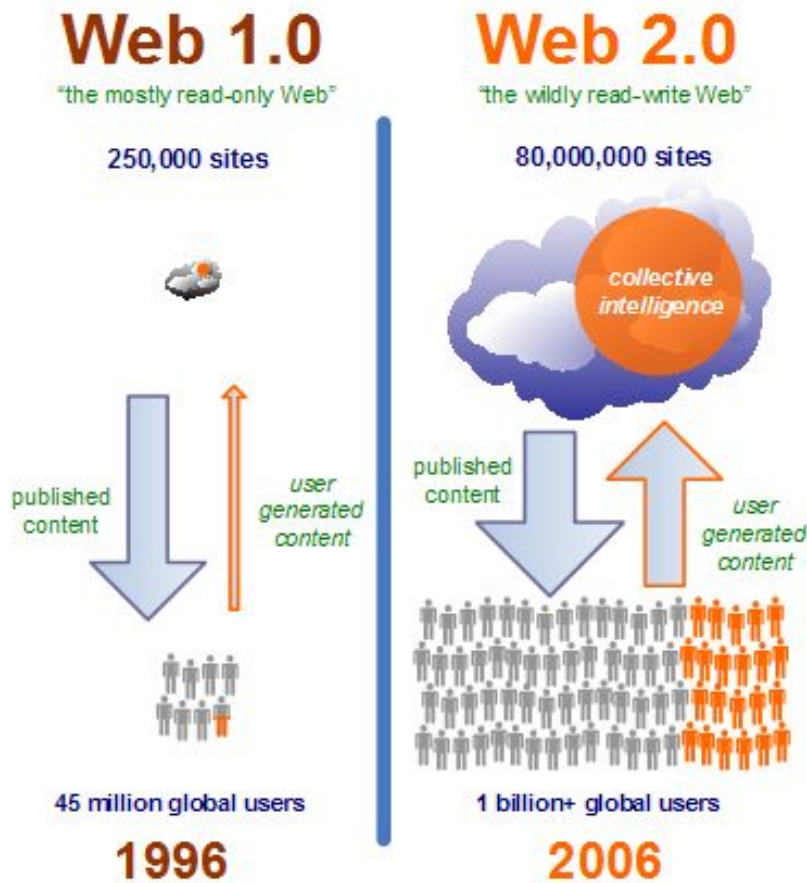 Web 1.0
"the mostly read-only Web"
250,000 sites
published
content
user
generated
content
45 million global users
1996
Web 2.0
"the wildly read-write Web"
80,000,000 sites
collective
intelligence
published
content
user
generated
content
1 billion+ global users
2006